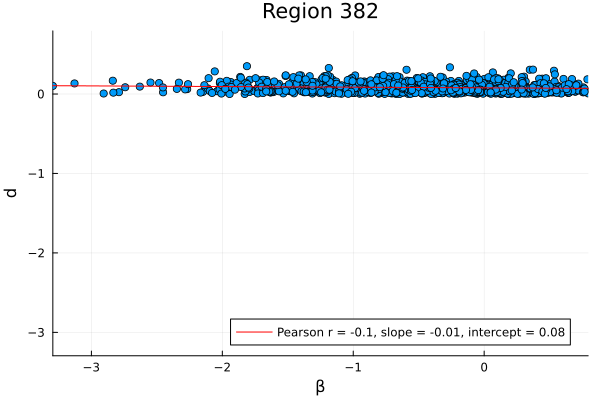 Region 382
d
0
−1
−2
−3
Pearson r = -0.1, slope = -0.01, intercept = 0.08
−3 −2 −1 0
β